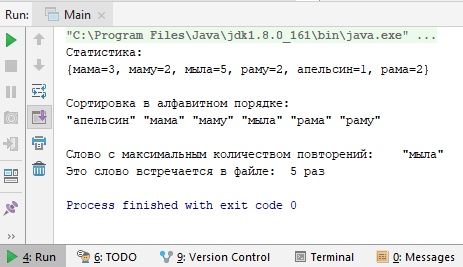 Run: Main
"C:\Program Files\Java\jdk1.8.0_161\bin\java.exe" ...
Статистика:
{мама=3, маму=2, мыла=5, раму=2, апельсин=1, рама=2}
Сортировка в алфавитном порядке:
"апельсин" "мама" "маму" "мыла" "рама" "раму"
Слово с максимальным количеством повторений: "мыла"
Это слово встречается в файле: 5 раз
Process finished with exit code 0
4: Run 6: TODO 9: Version Control Terminal 0: Messages